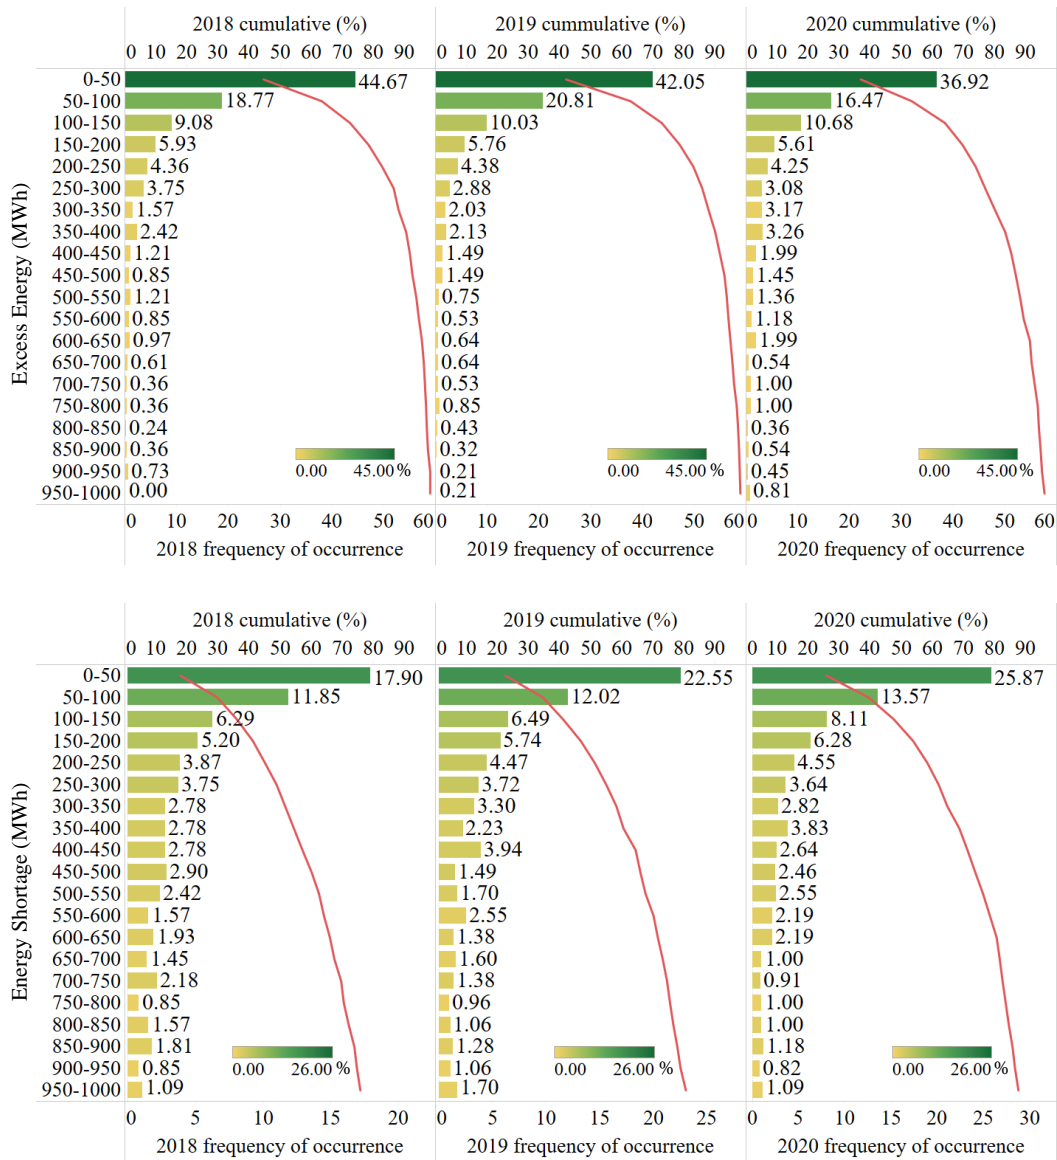 2018 cumulative (%) 2019 cummulative (%) 2020 cummulative (%)
0 10 20 30 40 50 60 70 80 90 0 10 20 30 40 50 60 70 80 90 0 10 20 30 40 50 60 70 80 90
Excess Energy (MWh)
0-50 44.67 42.05 36.92
50-100 18.77 20.81 16.47
100-150 9.08 10.03 10.68
150-200 5.93 5.76 5.61
200-250 4.36 4.38 4.25
250-300 3.75 2.88 3.08
300-350 1.57 2.03 3.17
350-400 2.42 2.13 3.26
400-450 1.21 1.49 1.99
450-500 0.85 1.49 1.45
500-550 1.21 0.75 1.36
550-600 0.85 0.53 1.18
600-650 0.97 0.64 1.99
650-700 0.61 0.64 0.54
700-750 0.36 0.53 1.00
750-800 0.36 0.85 1.00
800-850 0.24 0.43 0.36
850-900 0.36 0.32 0.54
900-950 0.73 0.00 45.00 % 0.21 0.00 45.00 % 0.45 0.00 45.00 %
950-1000 0.00 0.21 0.81
0 10 20 30 40 50 60 0 10 20 30 40 50 60 0 10 20 30 40 50 60
2018 frequency of occurrence 2019 frequency of occurrence 2020 frequency of occurrence
2018 cumulative (%) 2019 cumulative (%) 2020 cumulative (%)
0 10 20 30 40 50 60 70 80 90 0 10 20 30 40 50 60 70 80 90 0 10 20 30 40 50 60 70 80 90
Energy Shortage (MWh)
0-50 17.90 22.55 25.87
50-100 11.85 12.02 13.57
100-150 6.29 6.49 8.11
150-200 5.20 5.74 6.28
200-250 3.87 4.47 4.55
250-300 3.75 3.72 3.64
300-350 2.78 3.30 2.82
350-400 2.78 2.23 3.83
400-450 2.78 3.94 2.64
450-500 2.90 1.49 2.46
500-550 2.42 1.70 2.55
550-600 1.57 2.55 2.19
600-650 1.93 1.38 2.19
650-700 1.45 1.60 1.00
700-750 2.18 1.38 0.91
750-800 0.85 0.96 1.00
800-850 1.57 1.06 1.00
850-900 1.81 1.28 1.18
900-950 0.85 0.00 26.00 % 1.06 0.00 26.00 % 0.82 0.00 26.00 %
950-1000 1.09 1.70 1.09
0 5 10 15 20 0 5 10 15 20 25 0 5 10 15 20 25 30
2018 frequency of occurrence 2019 frequency of occurrence 2020 frequency of occurrence